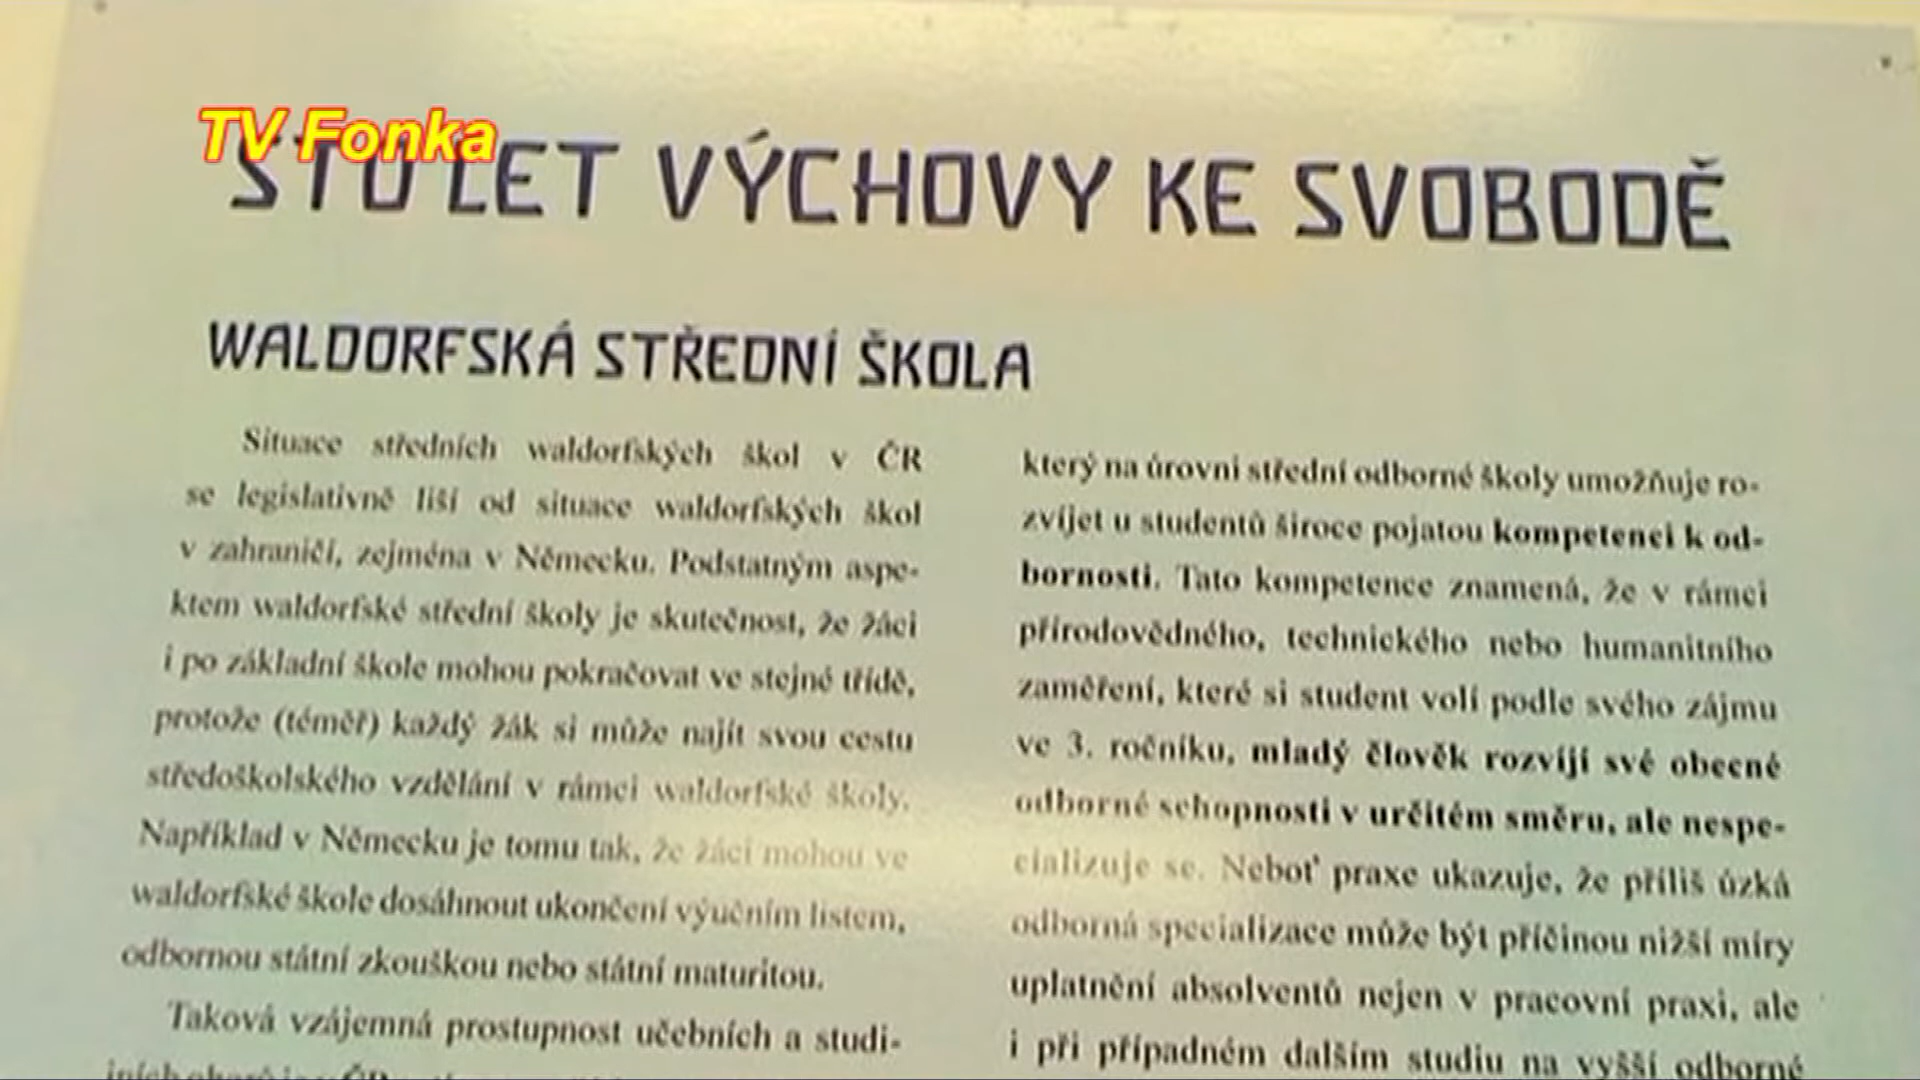 TV Fonka
STO LET VÝCHOVY KE SVOBODĚ
WALDORFSKÁ STŘEDNÍ ŠKOLA
Situace středních waldorfských škol v ČR
se legislativně liší od situace waldorfských škol
v zahraničí, zejména v Německu. Podstatným aspe-
ktem waldorfské střední školy je skutečnost, že žáci
i po základní škole mohou pokračovat ve stejné třídě,
protože (téměř) každý žák si může najít svou cestu
středoškolského vzdělání v rámci waldorfské školy.
Například v Německu je tomu tak, že žáci mohou ve
waldorfské škole dosáhnout ukončení výučním listem,
odbornou státní zkouškou nebo státní maturitou.
Taková vzájemná prostupnost učebních a studi-
který na úrovni střední odborné školy umožňuje ro-
zvíjet u studentů široce pojatou kompetenci k od-
bornosti. Tato kompetence znamená, že v rámci
přírodovědného, technického nebo humanitního
zaměření, které si student volí podle svého zájmu
ve 3. ročníku, mladý člověk rozvíjí své obecné
odborné schopnosti v určitém směru, ale nespe-
cializuje se. Neboť praxe ukazuje, že příliš úzká
odborná specializace může být příčinou nižší míry
uplatnění absolventů nejen v pracovní praxi, ale
i při případném dalším studiu na vyšší odborné